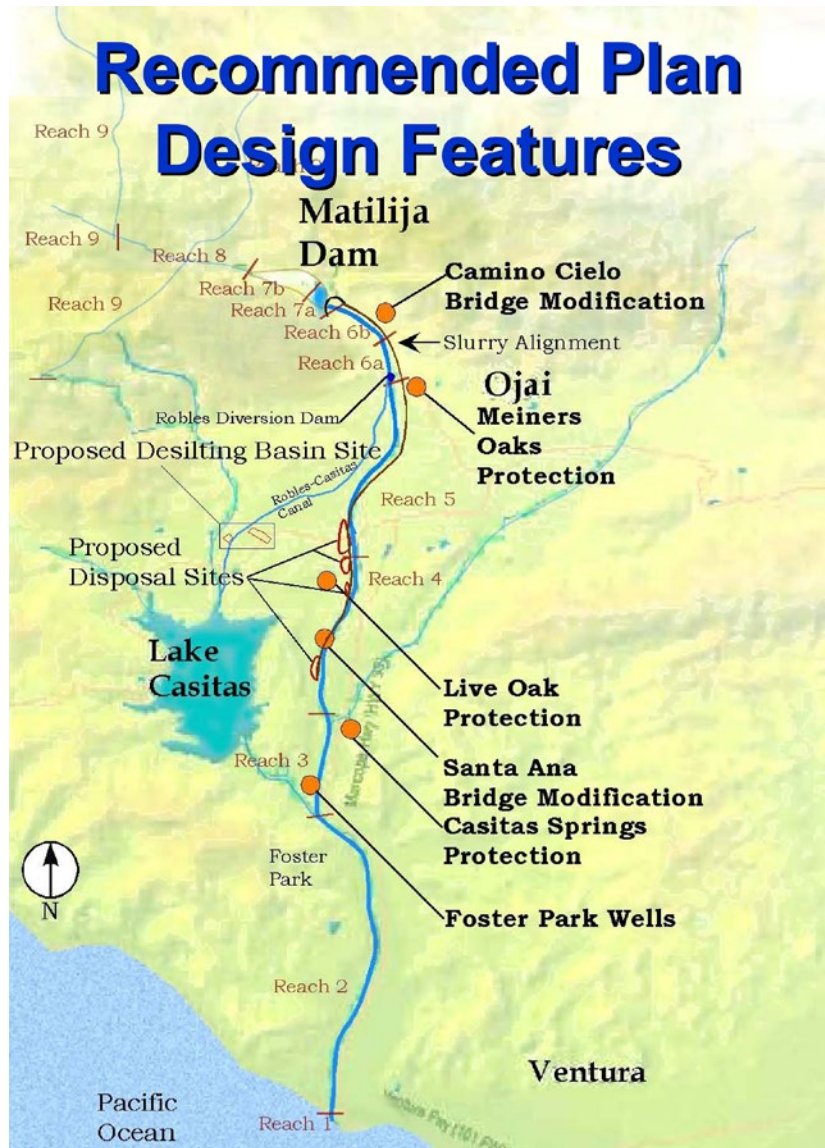 Recommended Plan
Design Features
Reach 9
Matilija
Dam
Reach 9
Reach 8
Reach 7b
Reach 9
Reach 7a
Camino Cielo
Bridge Modification
Reach 6b
Slurry Alignment
Reach 6a
Ojai
Robles Diversion Dam
Meiners
Oaks
Protection
Proposed Desilting Basin Site
Robles-Casitas
Canal
Reach 5
Proposed
Disposal Sites
Reach 4
Lake
Casitas
Live Oak
Protection
Reach 3
Santa Ana
Bridge Modification
Casitas Springs
Protection
Foster
Park
N
Foster Park Wells
Reach 2
Ventura
Pacific
Ocean
Reach 1